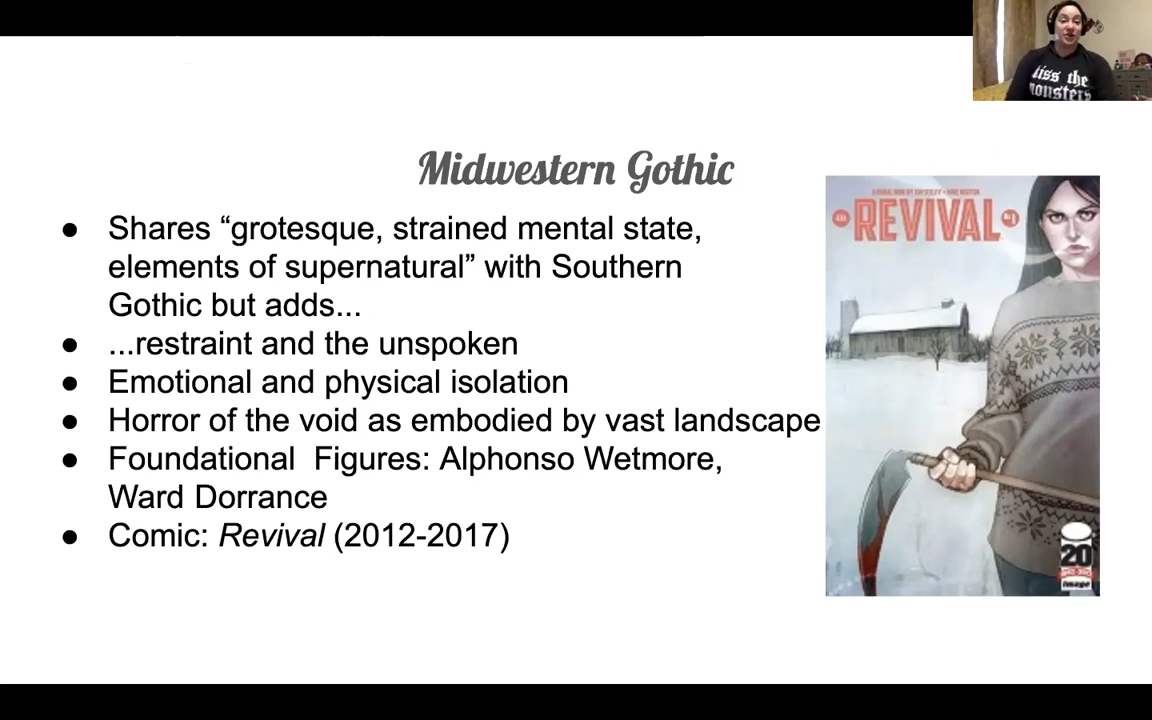 kiss the
monsters
Midwestern Gothic
● Shares “grotesque, strained mental state,
elements of supernatural” with Southern
Gothic but adds...
● ...restraint and the unspoken
● Emotional and physical isolation
● Horror of the void as embodied by vast landscape
● Foundational  Figures: Alphonso Wetmore,
Ward Dorrance
● Comic: Revival (2012-2017)
REVIVAL
20
image